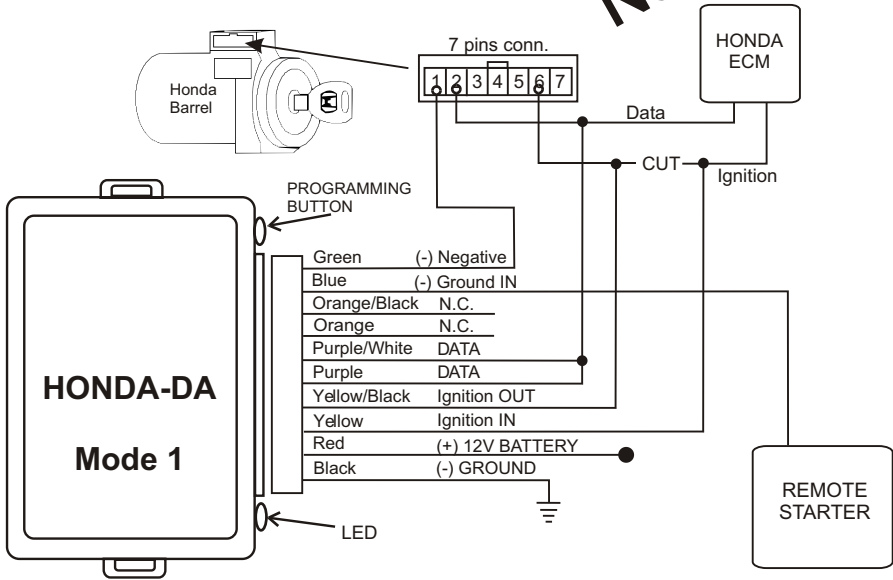 7 pins conn.
1 2 3 4 5 6 7
HONDA
ECM
Honda
Barrel
Data
CUT
Ignition
PROGRAMMING
BUTTON
Green (-) Negative
Blue (-) Ground IN
Orange/Black N.C.
Orange N.C.
Purple/White DATA
Purple DATA
Yellow/Black Ignition OUT
Yellow Ignition IN
Red (+) 12V BATTERY
Black (-) GROUND
HONDA-DA
Mode 1
LED
REMOTE
STARTER